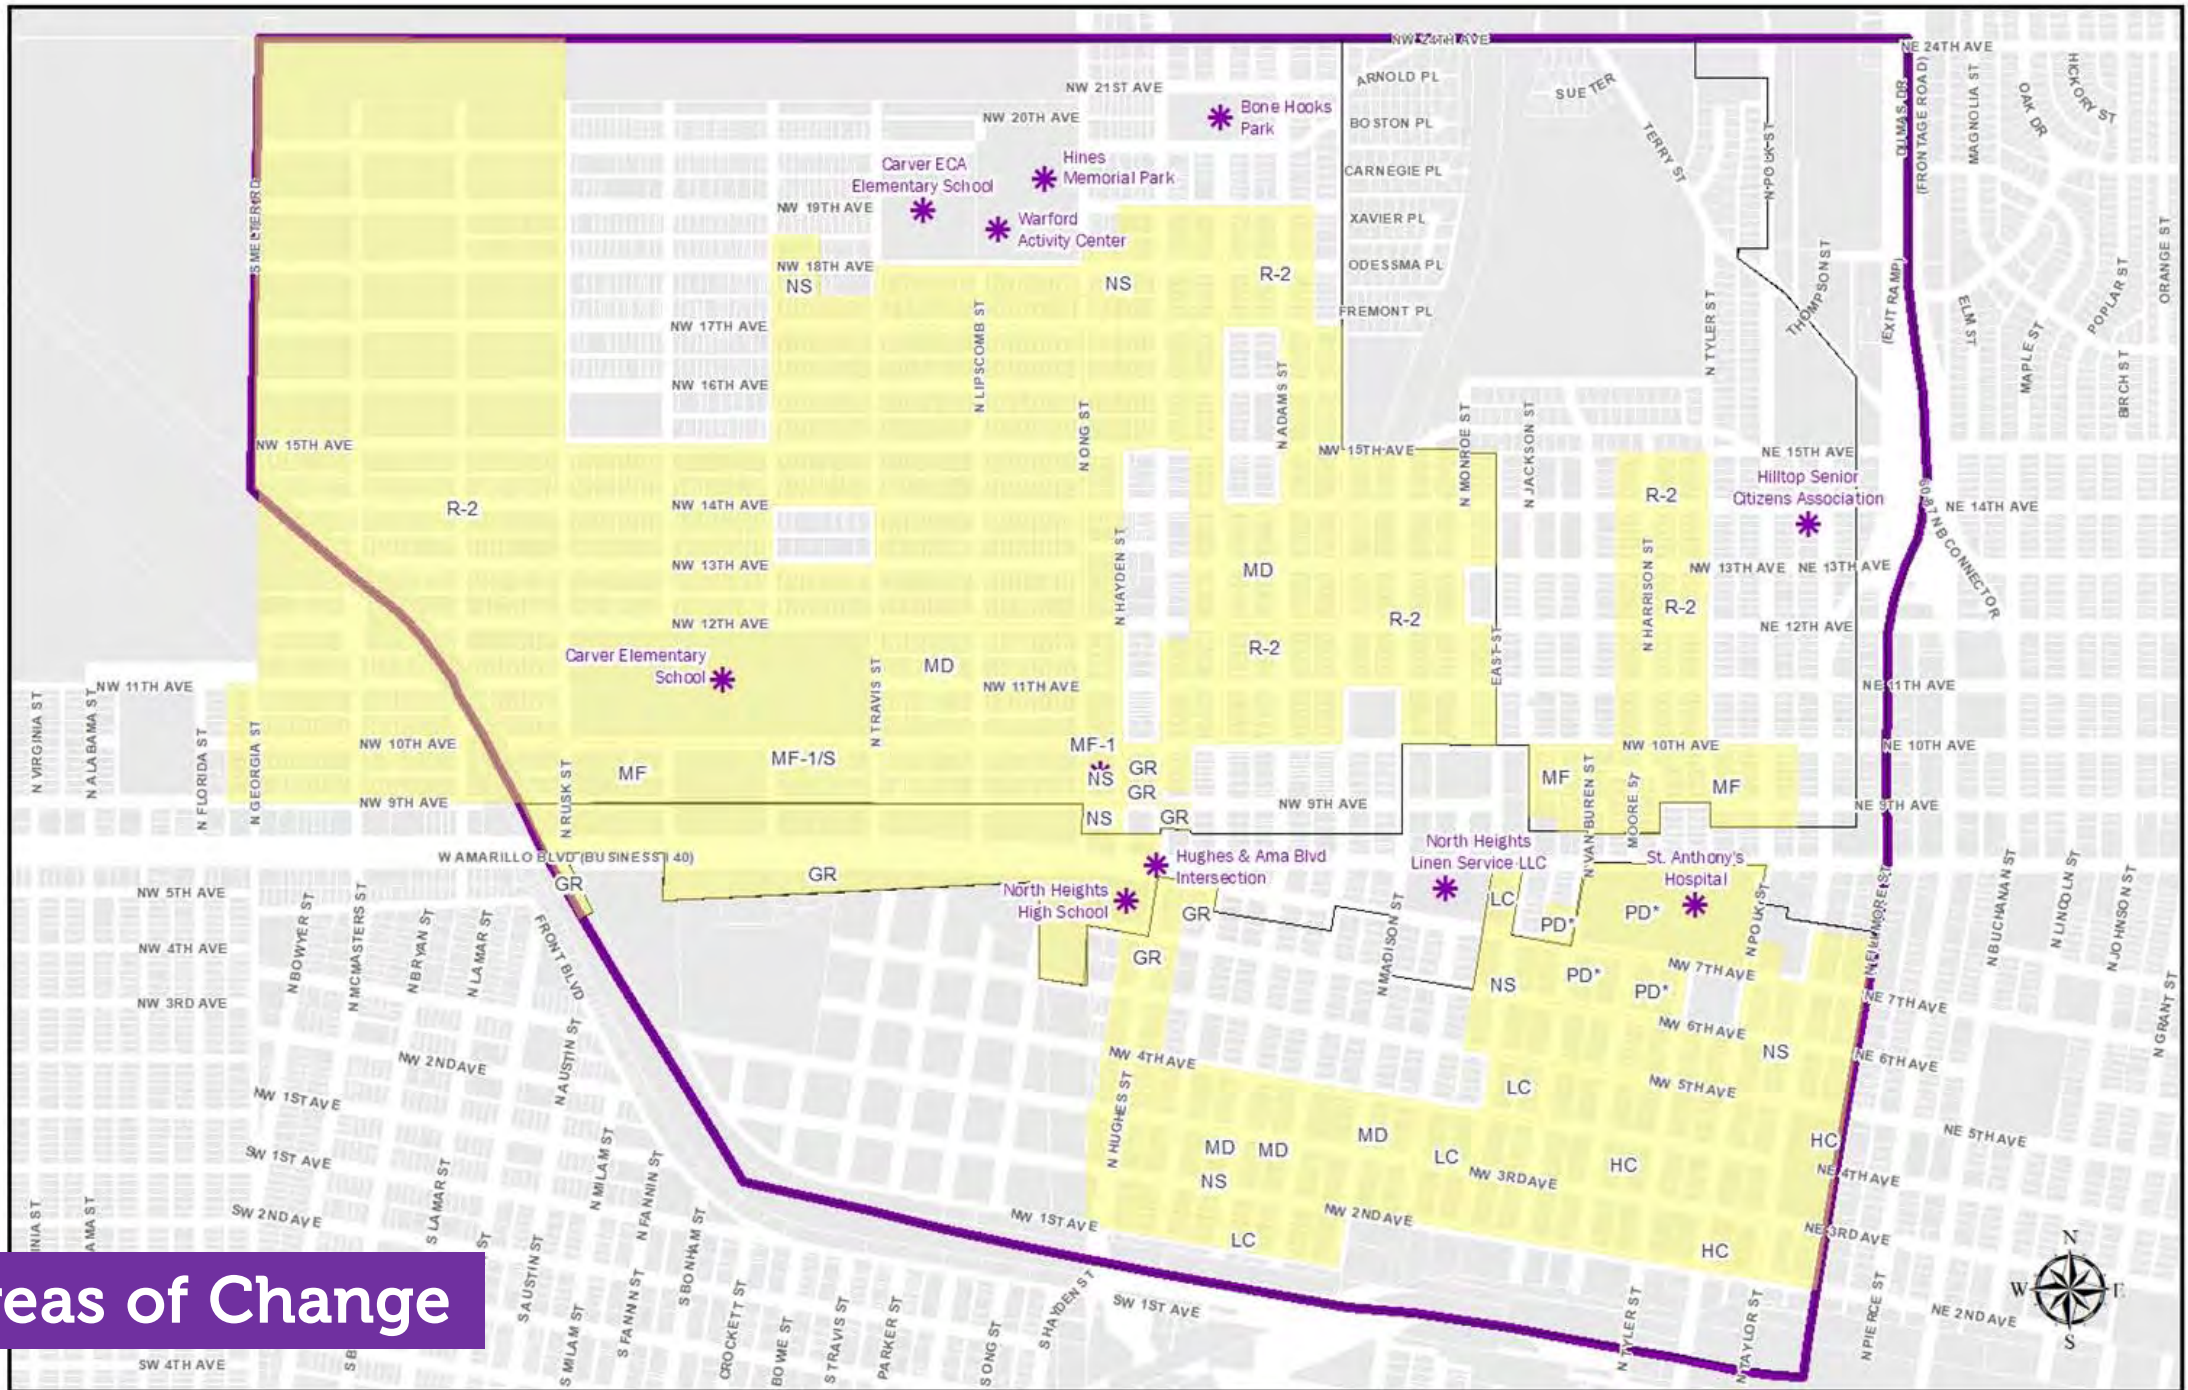 NW 24TH AVE
NE 24TH AVE
ARNOLD PL
SUETER
NW 21ST AVE
Bone Hooks
Park
NW 20TH AVE
BOSTON PL
DUMAS DR
(FRONTAGE ROAD)
MAGNOLIA ST
OAK DR
HICKORY ST
TERRY ST
N POLK ST
Carver ECA
Elementary School
Hines
Memorial Park
CARNEGIE PL
SMELTER RD
NW 19TH AVE
Warford
Activity Center
XAVIER PL
NW 18TH AVE
NS
NS
R-2
ODESSMA PL
FREMONT PL
N TYLER ST
THOMPSON ST
(EXIT RAMP)
ELM ST
MAPLE ST
POPLAR ST
ORANGE ST
BIRCH ST
NW 17TH AVE
N LIPSCOMB ST
NW 16TH AVE
N ADAMS ST
NW 15TH AVE
N ONG ST
NW 15TH AVE
N MONROE ST
N JACKSON ST
NE 15TH AVE
Hilltop Senior
Citizens Association
R-2
R-2
NW 14TH AVE
NE 14TH AVE
60-87 NB CONNECTOR
NW 13TH AVE
N HAYDEN ST
MD
N HARRISON ST
NW 13TH AVE
NE 13TH AVE
R-2
NW 12TH AVE
R-2
NE 12TH AVE
Carver Elementary
School
MD
R-2
EAST ST
N TRAVIS ST
NW 11TH AVE
NW 11TH AVE
NE 11TH AVE
N VIRGINIA ST
N ALABAMA ST
N FLORIDA ST
N GEORGIA ST
NW 10TH AVE
MF-1/S
MF
MF-1
NS
GR
GR
NW 10TH AVE
NE 10TH AVE
MF
MF
N RUSK ST
NW 9TH AVE
NS
GR
NW 9TH AVE
N VAN BUREN ST
MOORE ST
NE 9TH AVE
W AMARILLO BLVD (BUSINESS I 40)
Hughes & Ama Blvd
Intersection
North Heights
Linen Service LLC
St. Anthony's
Hospital
GR
GR
NW 5TH AVE
North Heights
High School
GR
LC
PD*
PD*
N BOWYER ST
N MCMASTERS ST
N BRYAN ST
N LAMAR ST
FRONT BLVD
N MADISON ST
N POLK ST
N FILLMORE ST
N BUCHANAN ST
N LINCOLN ST
N JOHNSON ST
N GRANT ST
NW 4TH AVE
GR
NW 7TH AVE
NS
PD*
PD*
NW 3RD AVE
NE 7TH AVE
N AUSTIN ST
NW 6TH AVE
NS
NE 6TH AVE
NW 2ND AVE
NW 4TH AVE
LC
NW 5TH AVE
NW 1ST AVE
N HUGHES ST
MD
MD
MD
LC
NW 3RD AVE
HC
HC
NE 5TH AVE
NE 4TH AVE
SW 1ST AVE
N MILAM ST
N FANNIN ST
S LAMAR ST
NS
SW 2ND AVE
S BONHAM ST
NW 1ST AVE
NW 2ND AVE
LC
HC
NE 3RD AVE
INIA ST
AMA ST
ST
reas of Change
S AUSTIN ST
S MILAM ST
S FANNIN ST
CROCKETT ST
BOWIE ST
S TRAVIS ST
PARKER ST
S ONG ST
S HAYDEN ST
SW 1ST AVE
N TYLER ST
N TAYLOR ST
N PIERCE ST
NE 2ND AVE
N
W
E
S
SW 4TH AVE
S B